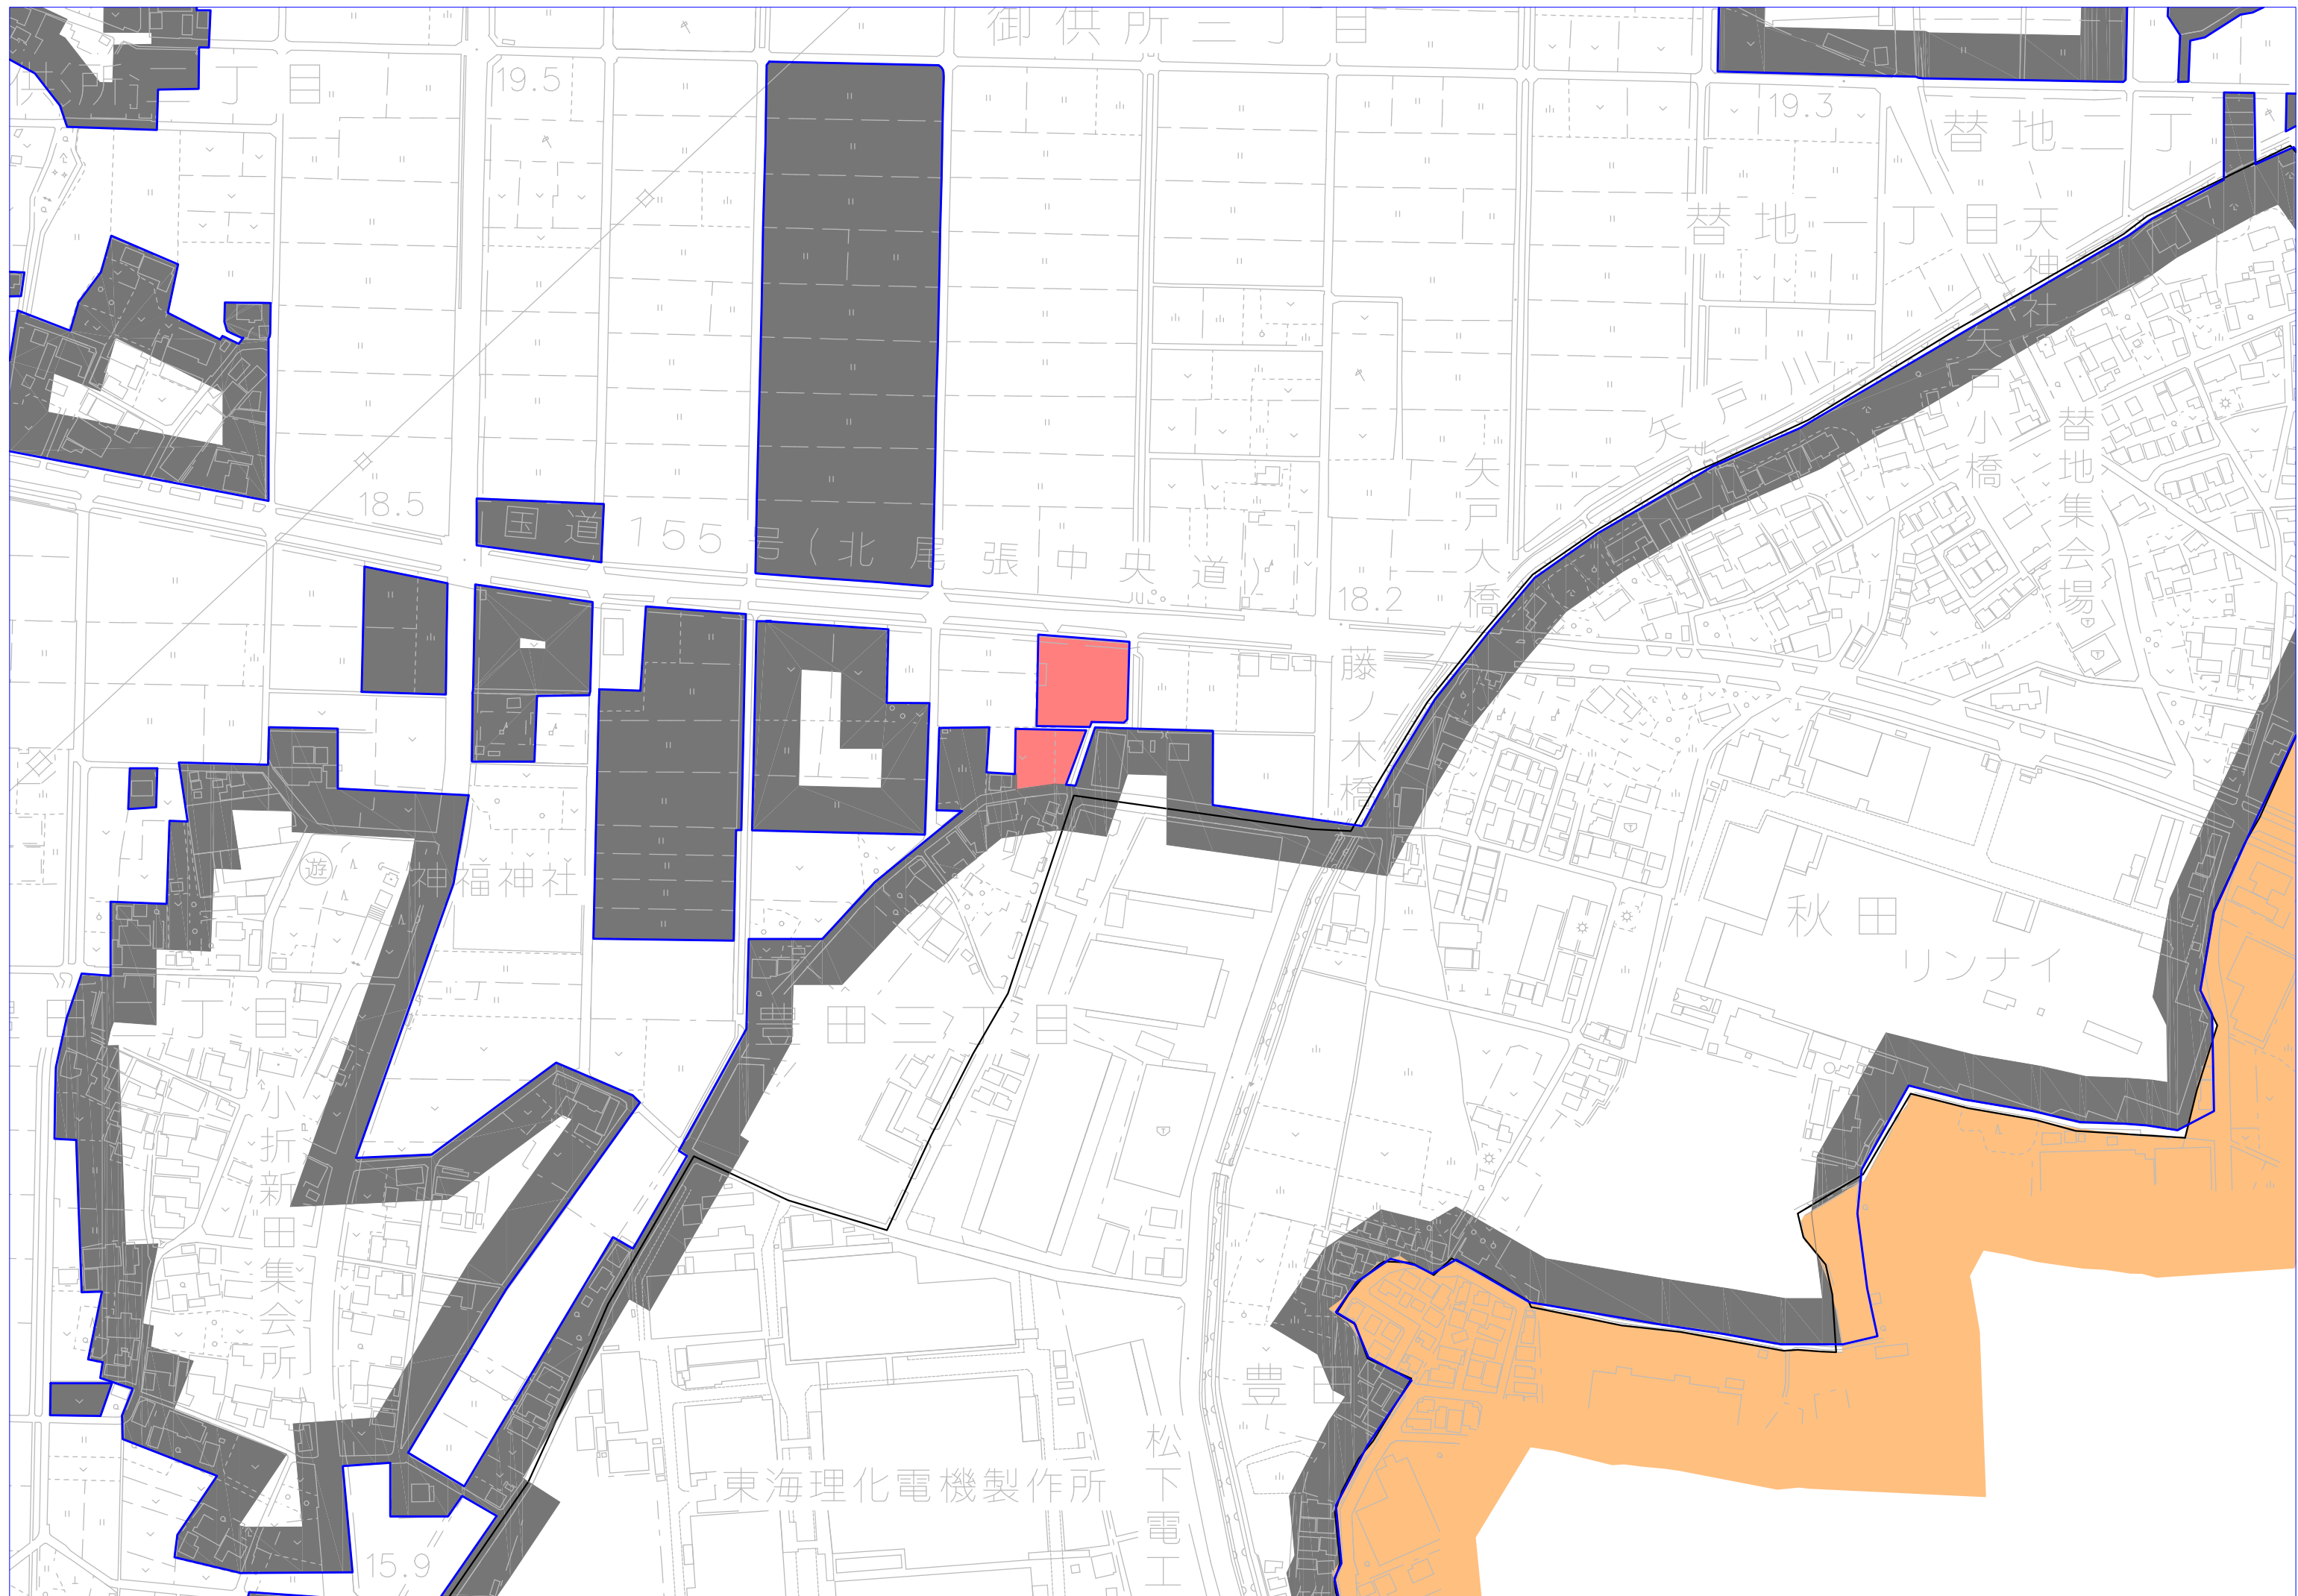 御供所三丁目
丁目
19.5
19.3
替地二丁
替地一丁目
天神社
矢戸川
天矢戸小橋
替地集会場
18.5
国道155号(北尾張中央道)
矢戸大橋
18.2
藤ノ木橋
遊
神福神社
秋田
リンナイ
田
丁目
豊田三丁目
小折新田集会所
豊田
東海理化電機製作所
松下電工
15.9